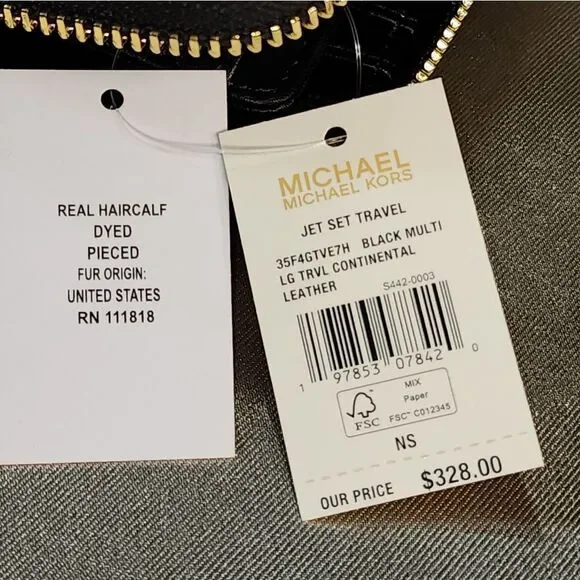 REAL HAIRCALF
DYED
PIECED
FUR ORIGIN:
UNITED STATES
RN 111818
MICHAEL
MICHAEL KORS
JET SET TRAVEL
35F4GTVE7H BLACK MULTI
LG TRVL CONTINENTAL
LEATHER
S442-0003
1 97853 07842 0
MIX
Paper
FSC™ C012345
FSC
NS
OUR PRICE $328.00